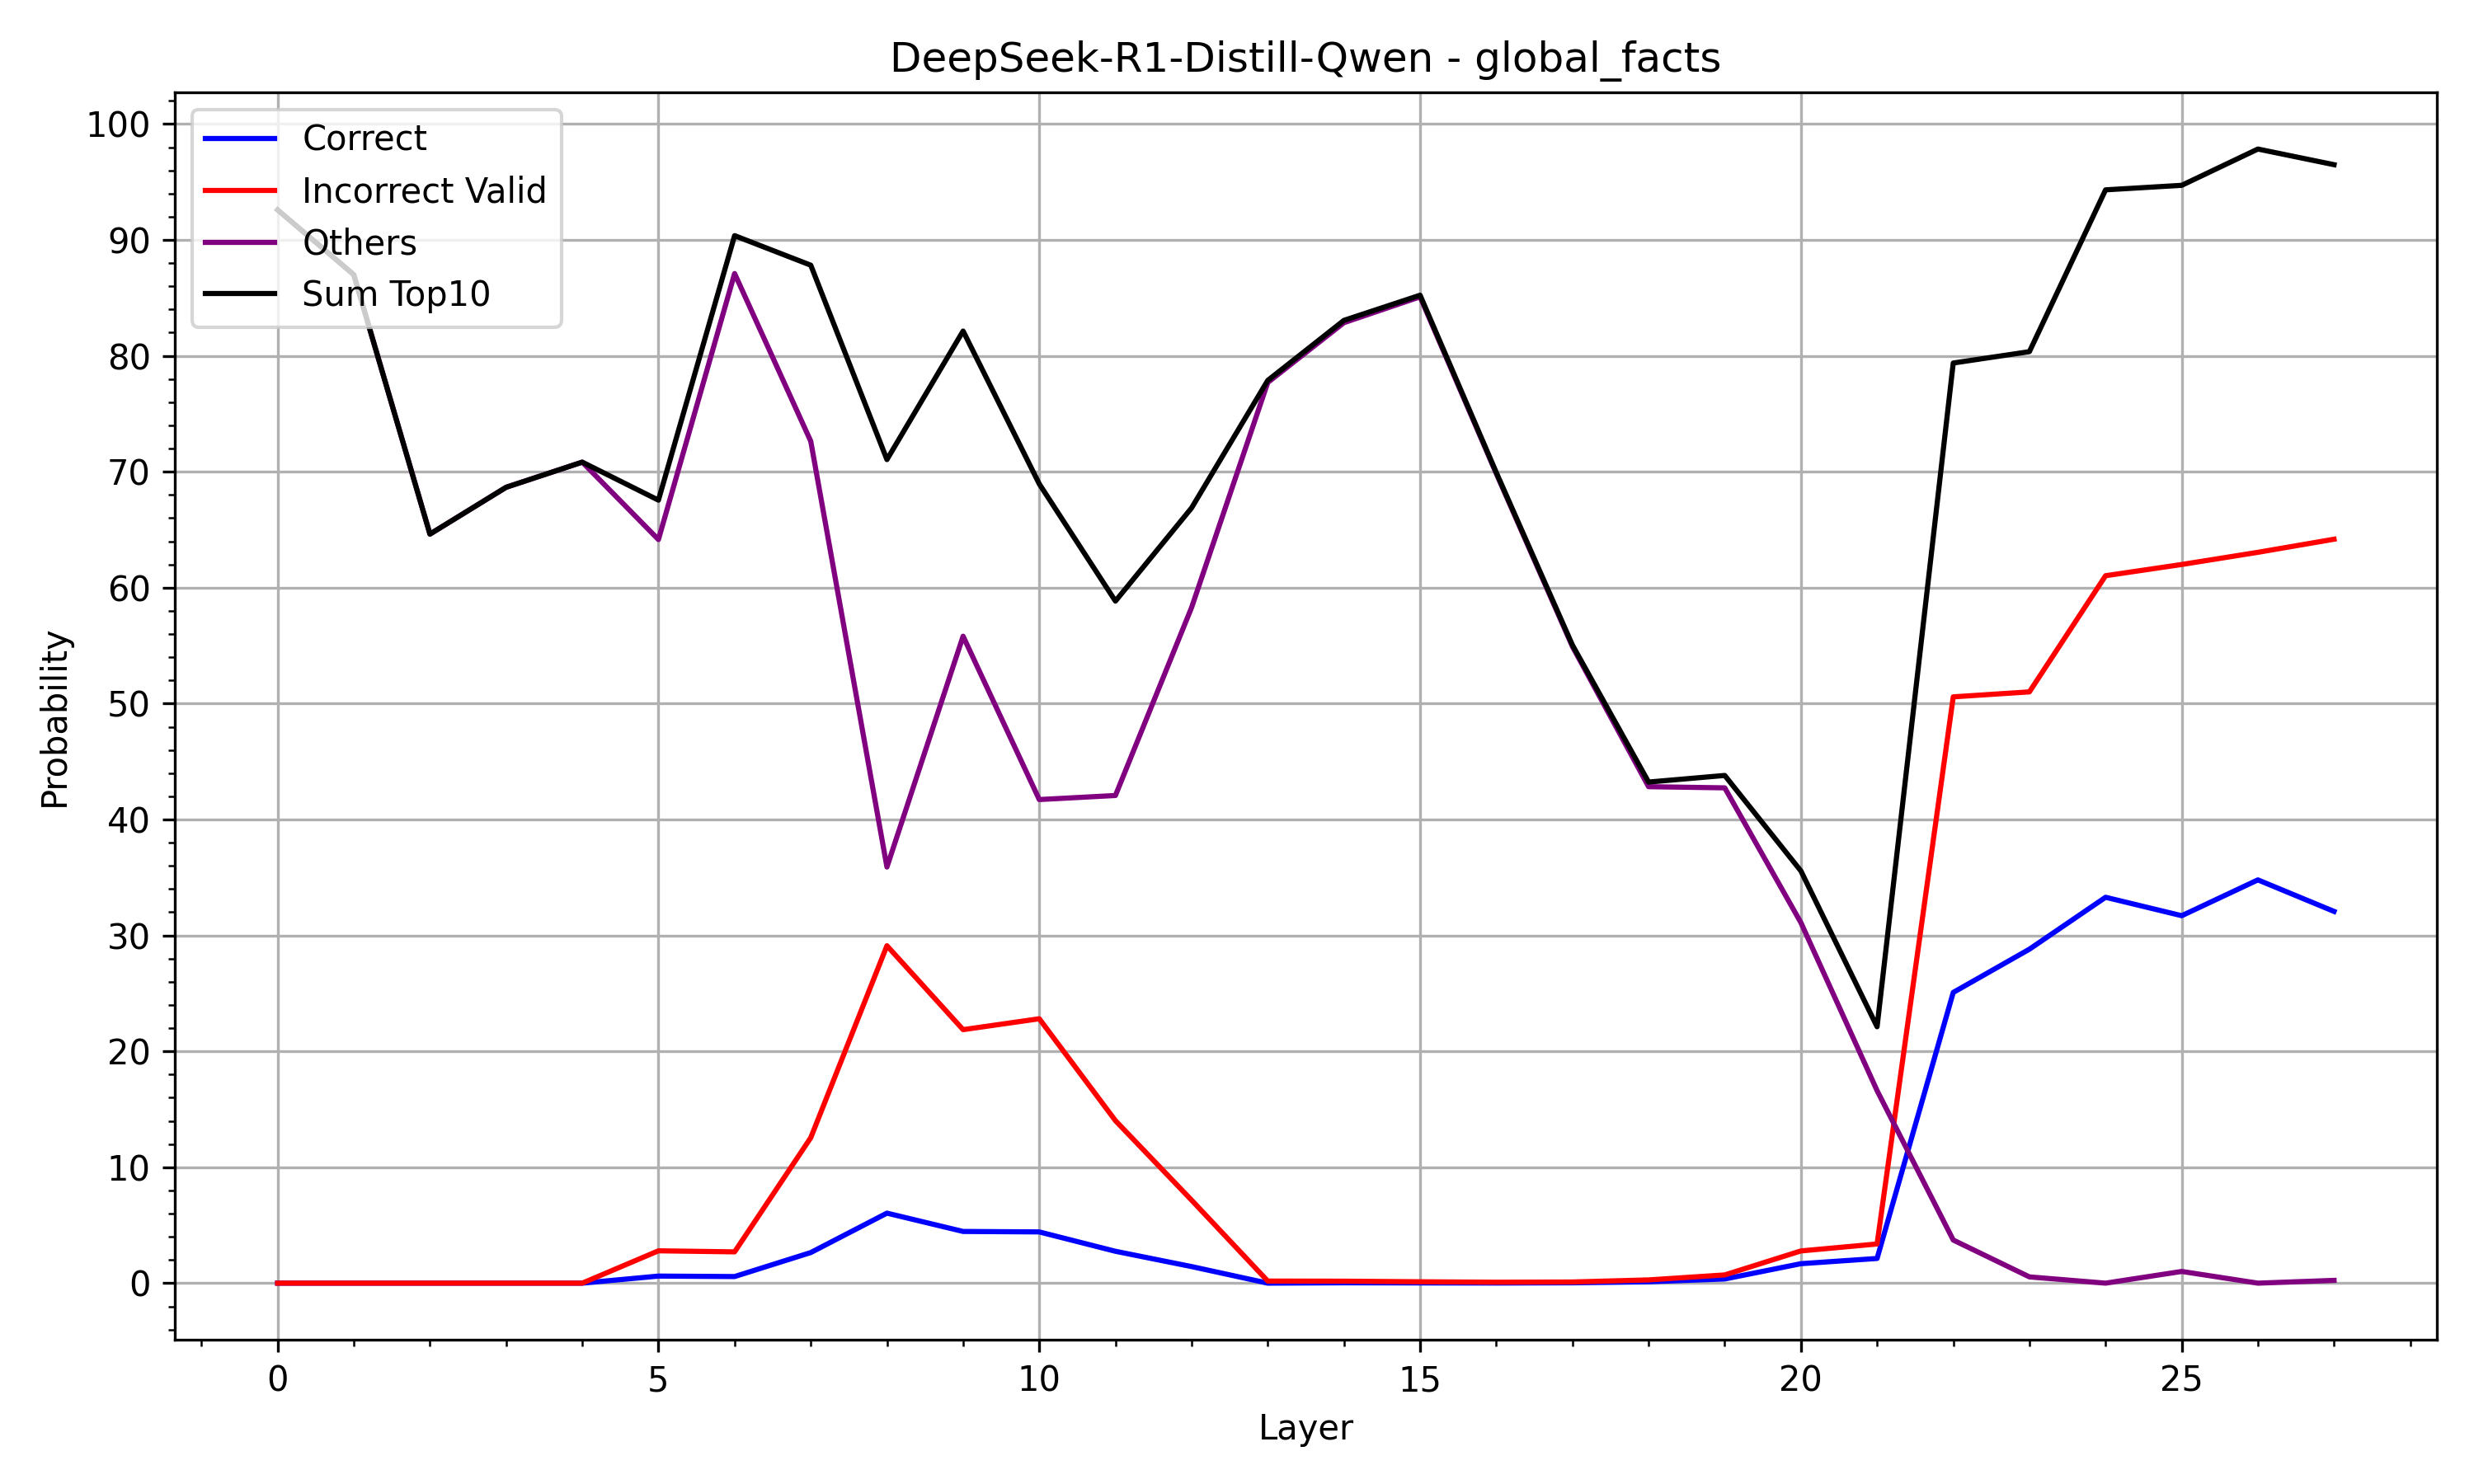 DeepSeek-R1-Distill-Qwen - global_facts
Correct
Incorrect Valid
Others
Sum Top10
100
90
80
70
60
50
40
30
20
10
0
Probability
0 5 10 15 20 25
Layer